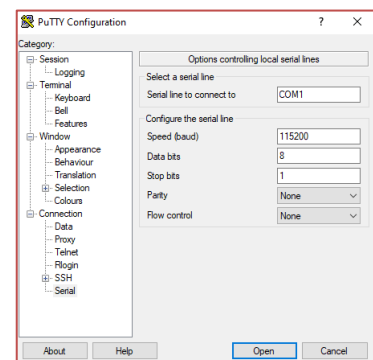 PuTTY Configuration
Category:
Session
Logging
Terminal
Keyboard
Bell
Features
Window
Appearance
Behaviour
Translation
Selection
Colours
Connection
Data
Proxy
Telnet
Rlogin
SSH
Serial
Options controlling local serial lines
Select a serial line
Serial line to connect to COM1
Configure the serial line
Speed (baud) 115200
Data bits 8
Stop bits 1
Parity None
Flow control None
About Help Open Cancel